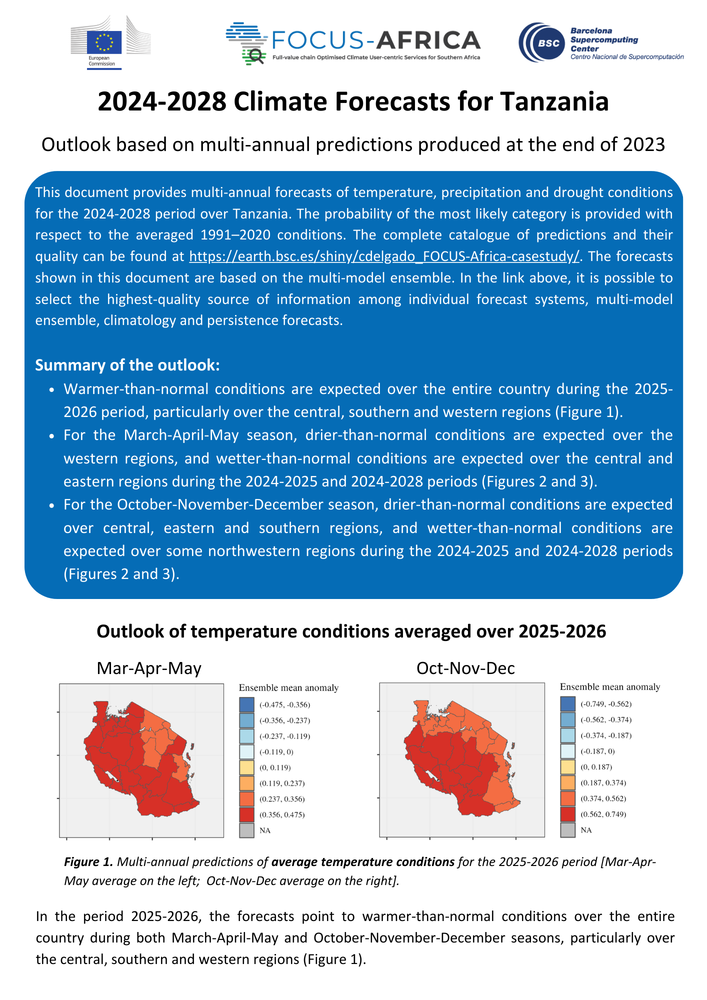 European
Commission
FOCUS-AFRICA
Full-value chain Optimised Climate User-centric Services for Southern Africa
BSC
Barcelona
Supercomputing
Center
Centro Nacional de Supercomputación
2024-2028 Climate Forecasts for Tanzania
Outlook based on multi-annual predictions produced at the end of 2023
This document provides multi-annual forecasts of temperature, precipitation and drought conditions
for the 2024-2028 period over Tanzania. The probability of the most likely category is provided with
respect to the averaged 1991–2020 conditions. The complete catalogue of predictions and their
quality can be found at https://earth.bsc.es/shiny/cdelgado_FOCUS-Africa-casestudy/. The forecasts
shown in this document are based on the multi-model ensemble. In the link above, it is possible to
select the highest-quality source of information among individual forecast systems, multi-model
ensemble, climatology and persistence forecasts.
Summary of the outlook:
• Warmer-than-normal conditions are expected over the entire country during the 2025-
2026 period, particularly over the central, southern and western regions (Figure 1).
• For the March-April-May season, drier-than-normal conditions are expected over the
western regions, and wetter-than-normal conditions are expected over the central and
eastern regions during the 2024-2025 and 2024-2028 periods (Figures 2 and 3).
• For the October-November-December season, drier-than-normal conditions are expected
over central, eastern and southern regions, and wetter-than-normal conditions are
expected over some northwestern regions during the 2024-2025 and 2024-2028 periods
(Figures 2 and 3).
Outlook of temperature conditions averaged over 2025-2026
Mar-Apr-May
Ensemble mean anomaly
(-0.475, -0.356)
(-0.356, -0.237)
(-0.237, -0.119)
(-0.119, 0)
(0, 0.119)
(0.119, 0.237)
(0.237, 0.356)
(0.356, 0.475)
NA
Oct-Nov-Dec
Ensemble mean anomaly
(-0.749, -0.562)
(-0.562, -0.374)
(-0.374, -0.187)
(-0.187, 0)
(0, 0.187)
(0.187, 0.374)
(0.374, 0.562)
(0.562, 0.749)
NA
Figure 1. Multi-annual predictions of average temperature conditions for the 2025-2026 period [Mar-Apr-
May average on the left; Oct-Nov-Dec average on the right].
In the period 2025-2026, the forecasts point to warmer-than-normal conditions over the entire
country during both March-April-May and October-November-December seasons, particularly over
the central, southern and western regions (Figure 1).